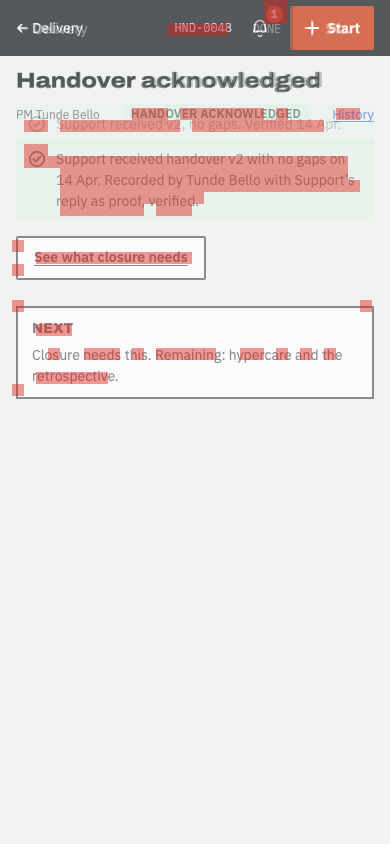 Delivery
HND-0048
1
DONE
Start
Handover acknowledged
PM Tunde Bello
HANDOVER ACKNOWLEDGED
History
Support received v2, no gaps. Verified 14 Apr.
Support received handover v2 with no gaps on
14 Apr. Recorded by Tunde Bello with Support's
reply as proof, verified.
See what closure needs
NEXT
Closure needs this. Remaining: hypercare and the
retrospective.